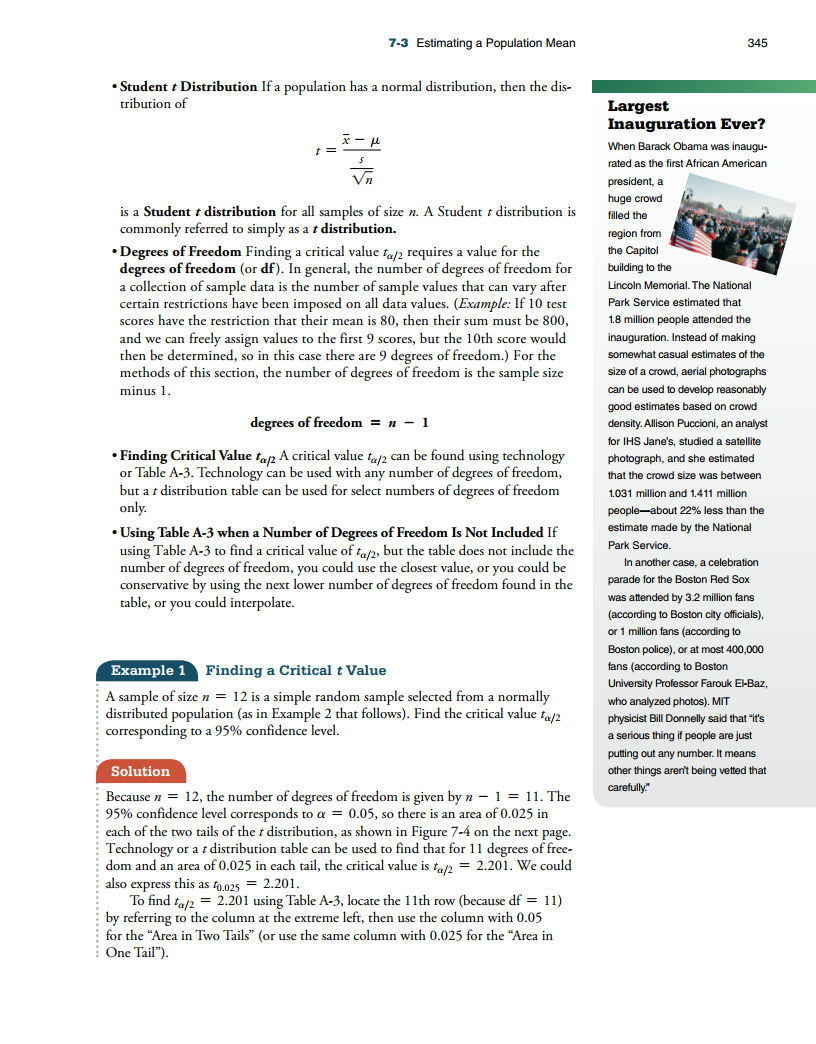 7-3 Estimating a Population Mean 345
• Student t Distribution If a population has a normal distribution, then the dis-
tribution of
t = x̄ − μ
s
√n
is a Student t distribution for all samples of size n. A Student t distribution is
commonly referred to simply as a t distribution.
• Degrees of Freedom Finding a critical value tα/2 requires a value for the
degrees of freedom (or df). In general, the number of degrees of freedom for
a collection of sample data is the number of sample values that can vary after
certain restrictions have been imposed on all data values. (Example: If 10 test
scores have the restriction that their mean is 80, then their sum must be 800,
and we can freely assign values to the first 9 scores, but the 10th score would
then be determined, so in this case there are 9 degrees of freedom.) For the
methods of this section, the number of degrees of freedom is the sample size
minus 1.
degrees of freedom = n − 1
• Finding Critical Value tα/2 A critical value tα/2 can be found using technology
or Table A-3. Technology can be used with any number of degrees of freedom,
but a t distribution table can be used for select numbers of degrees of freedom
only.
• Using Table A-3 when a Number of Degrees of Freedom Is Not Included If
using Table A-3 to find a critical value of tα/2, but the table does not include the
number of degrees of freedom, you could use the closest value, or you could be
conservative by using the next lower number of degrees of freedom found in the
table, or you could interpolate.
Example 1 Finding a Critical t Value
A sample of size n = 12 is a simple random sample selected from a normally
distributed population (as in Example 2 that follows). Find the critical value tα/2
corresponding to a 95% confidence level.
Solution
Because n = 12, the number of degrees of freedom is given by n − 1 = 11. The
95% confidence level corresponds to α = 0.05, so there is an area of 0.025 in
each of the two tails of the t distribution, as shown in Figure 7-4 on the next page.
Technology or a t distribution table can be used to find that for 11 degrees of free-
dom and an area of 0.025 in each tail, the critical value is tα/2 = 2.201. We could
also express this as t0.025 = 2.201.
To find tα/2 = 2.201 using Table A-3, locate the 11th row (because df = 11)
by referring to the column at the extreme left, then use the column with 0.05
for the “Area in Two Tails” (or use the same column with 0.025 for the “Area in
One Tail”).
Largest
Inauguration Ever?
When Barack Obama was inaugu-
rated as the first African American
president, a
huge crowd
filled the
region from
the Capitol
building to the
Lincoln Memorial. The National
Park Service estimated that
1.8 million people attended the
inauguration. Instead of making
somewhat casual estimates of the
size of a crowd, aerial photographs
can be used to develop reasonably
good estimates based on crowd
density. Allison Puccioni, an analyst
for IHS Jane's, studied a satellite
photograph, and she estimated
that the crowd size was between
1.031 million and 1.411 million
people—about 22% less than the
estimate made by the National
Park Service.
In another case, a celebration
parade for the Boston Red Sox
was attended by 3.2 million fans
(according to Boston city officials),
or 1 million fans (according to
Boston police), or at most 400,000
fans (according to Boston
University Professor Farouk El-Baz,
who analyzed photos). MIT
physicist Bill Donnelly said that “it's
a serious thing if people are just
putting out any number. It means
other things aren't being vetted that
carefully.”